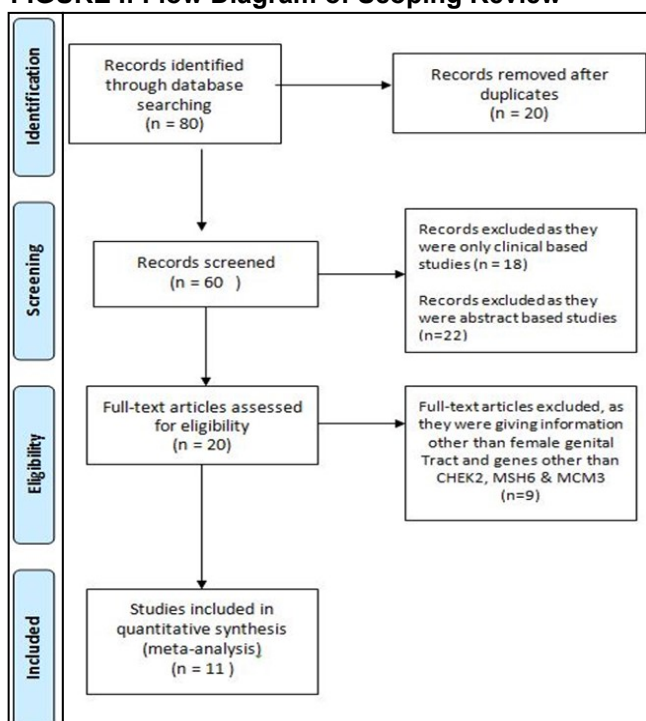 FIGURE I: Flow Diagram of Scoping Review
Identification
Records identified
through database
searching
(n = 80)
Records removed after
duplicates
(n = 20)
Screening
Records screened
(n = 60 )
Records excluded as they
were only clinical based
studies (n = 18)
Records excluded as they
were abstract based studies
(n=22)
Eligibility
Full-text articles assessed
for eligibility
(n = 20)
Full-text articles excluded, as
they were giving information
other than female genital
Tract and genes other than
CHEK2, MSH6 & MCM3
(n=9)
Included
Studies included in
quantitative synthesis
(meta-analysis)
(n = 11 )